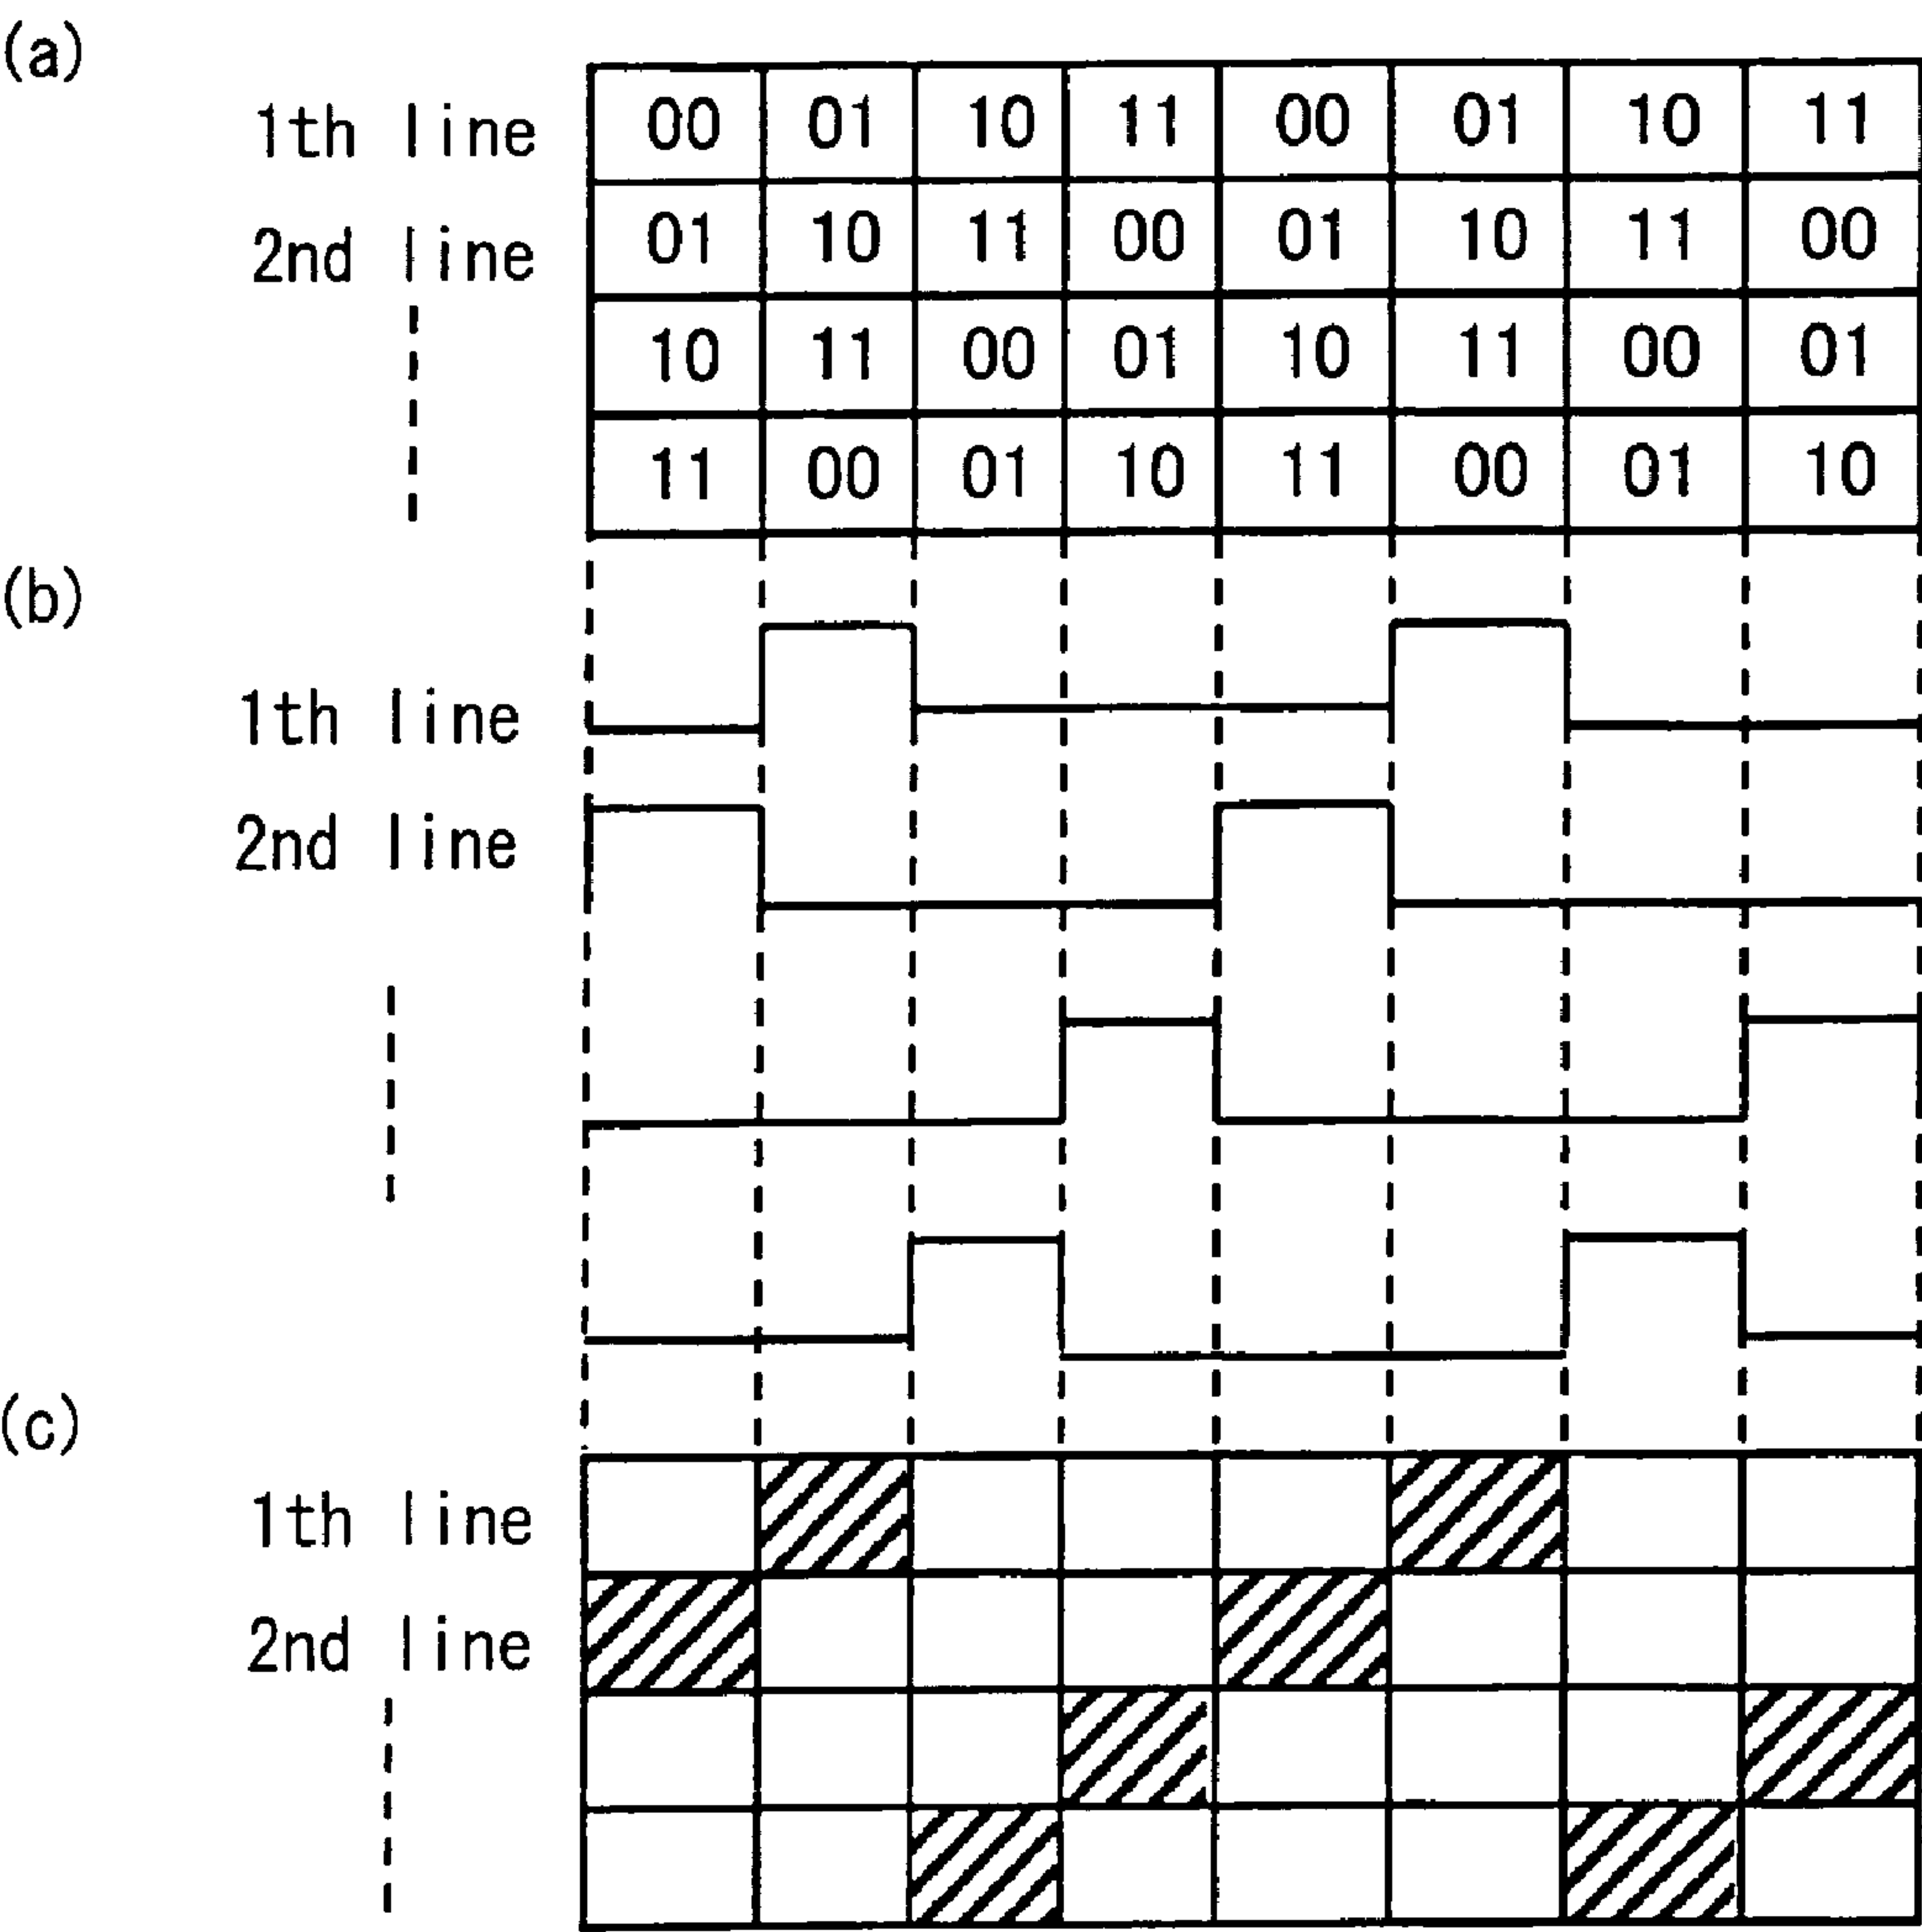 (a)
1th line 00 01 10 11 00 01 10 11
2nd line 01 10 11 00 01 10 11 00
10 11 00 01 10 11 00 01
11 00 01 10 11 00 01 10
(b)
1th line
2nd line
(c)
1th line
2nd line